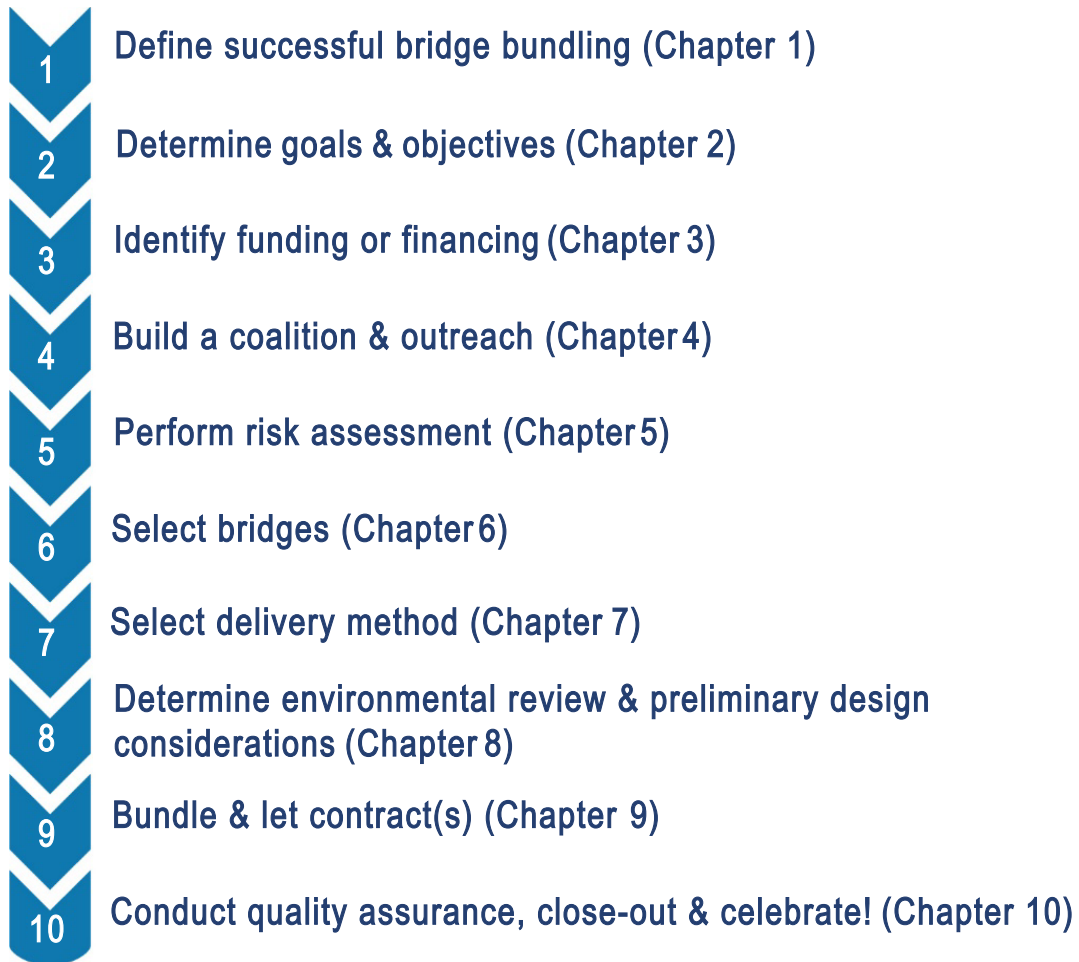 1
Define successful bridge bundling (Chapter 1)
2
Determine goals & objectives (Chapter 2)
3
Identify funding or financing (Chapter 3)
4
Build a coalition & outreach (Chapter 4)
5
Perform risk assessment (Chapter 5)
6
Select bridges (Chapter 6)
7
Select delivery method (Chapter 7)
8
Determine environmental review & preliminary design
considerations (Chapter 8)
9
Bundle & let contract(s) (Chapter 9)
10
Conduct quality assurance, close-out & celebrate! (Chapter 10)